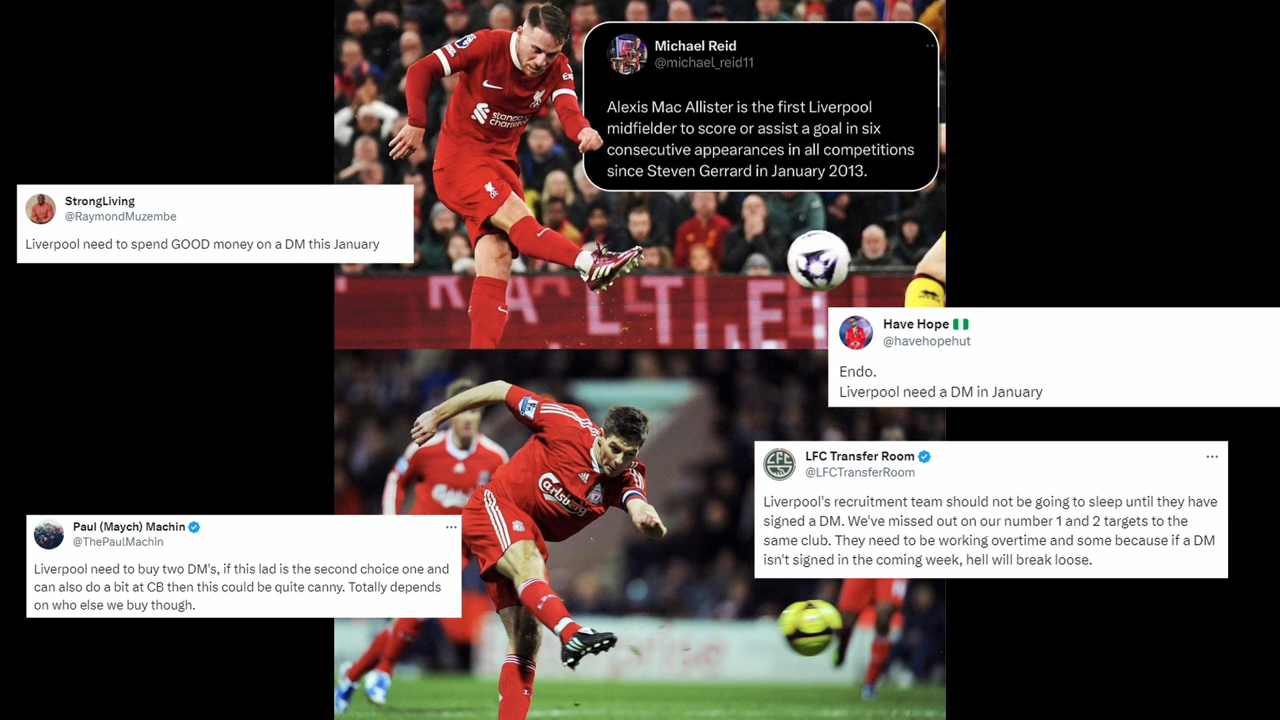 Michael Reid
@michael_reid11
Alexis Mac Allister is the first Liverpool
midfielder to score or assist a goal in six
consecutive appearances in all competitions
since Steven Gerrard in January 2013.
standard
chartered
StrongLiving
@RaymondMuzembe
Liverpool need to spend GOOD money on a DM this January
Have Hope
@havehopehut
Endo.
Liverpool need a DM in January
LFC Transfer Room
@LFCTransferRoom
Liverpool's recruitment team should not be going to sleep until they have
signed a DM. We've missed out on our number 1 and 2 targets to the
same club. They need to be working overtime and some because if a DM
isn't signed in the coming week, hell will break loose.
Carlsberg
Paul (Maych) Machin
@ThePaulMachin
Liverpool need to buy two DM's, if this lad is the second choice one and
can also do a bit at CB then this could be quite canny. Totally depends
on who else we buy though.